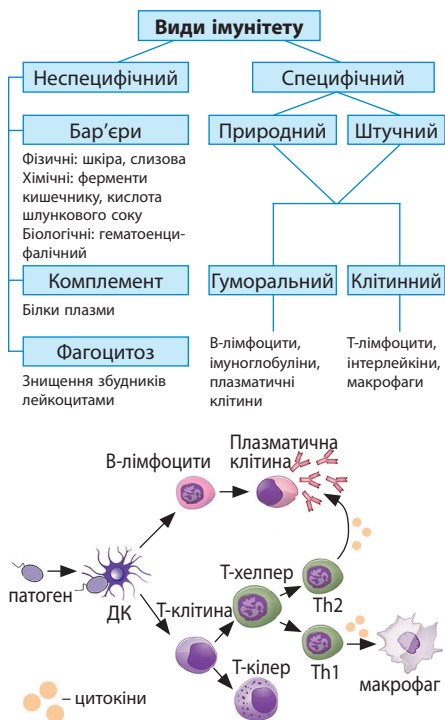 Види імунітету
Неспецифічний
Специфічний
Бар’єри
Природний
Штучний
Фізичні: шкіра, слизова
Хімічні: ферменти
кишечнику, кислота
шлункового соку
Біологічні: гематоенци-
фалічний
Комплемент
Гуморальний
Клітинний
Білки плазми
В-лімфоцити,
імуноглобуліни,
плазматичні
клітини
Т-лімфоцити,
інтерлейкіни,
макрофаги
Фагоцитоз
Знищення збудників
лейкоцитами
Плазматична
клітина
В-лімфоцити
патоген
ДК
Т-клітина
Т-хелпер
Th2
Th1
Т-кілер
макрофаг
– цитокіни